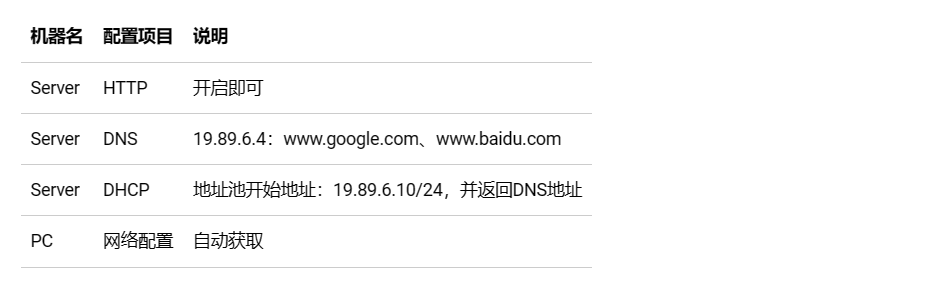 机器名 配置项目 说明
Server HTTP 开启即可
Server DNS 19.89.6.4：www.google.com、www.baidu.com
Server DHCP 地址池开始地址：19.89.6.10/24，并返回DNS地址
PC 网络配置 自动获取